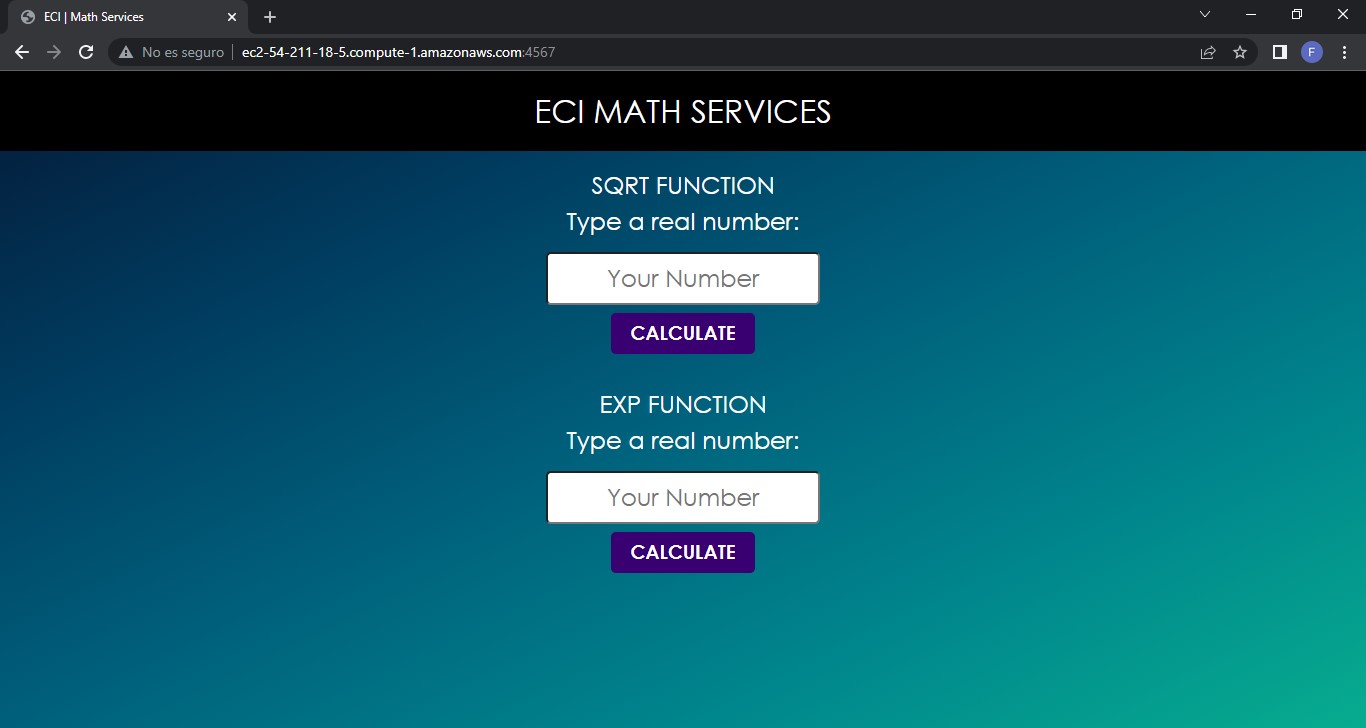 ECI | Math Services
No es seguro ec2-54-211-18-5.compute-1.amazonaws.com:4567
F
ECI MATH SERVICES
SQRT FUNCTION
Type a real number:
Your Number
CALCULATE
EXP FUNCTION
Type a real number:
Your Number
CALCULATE